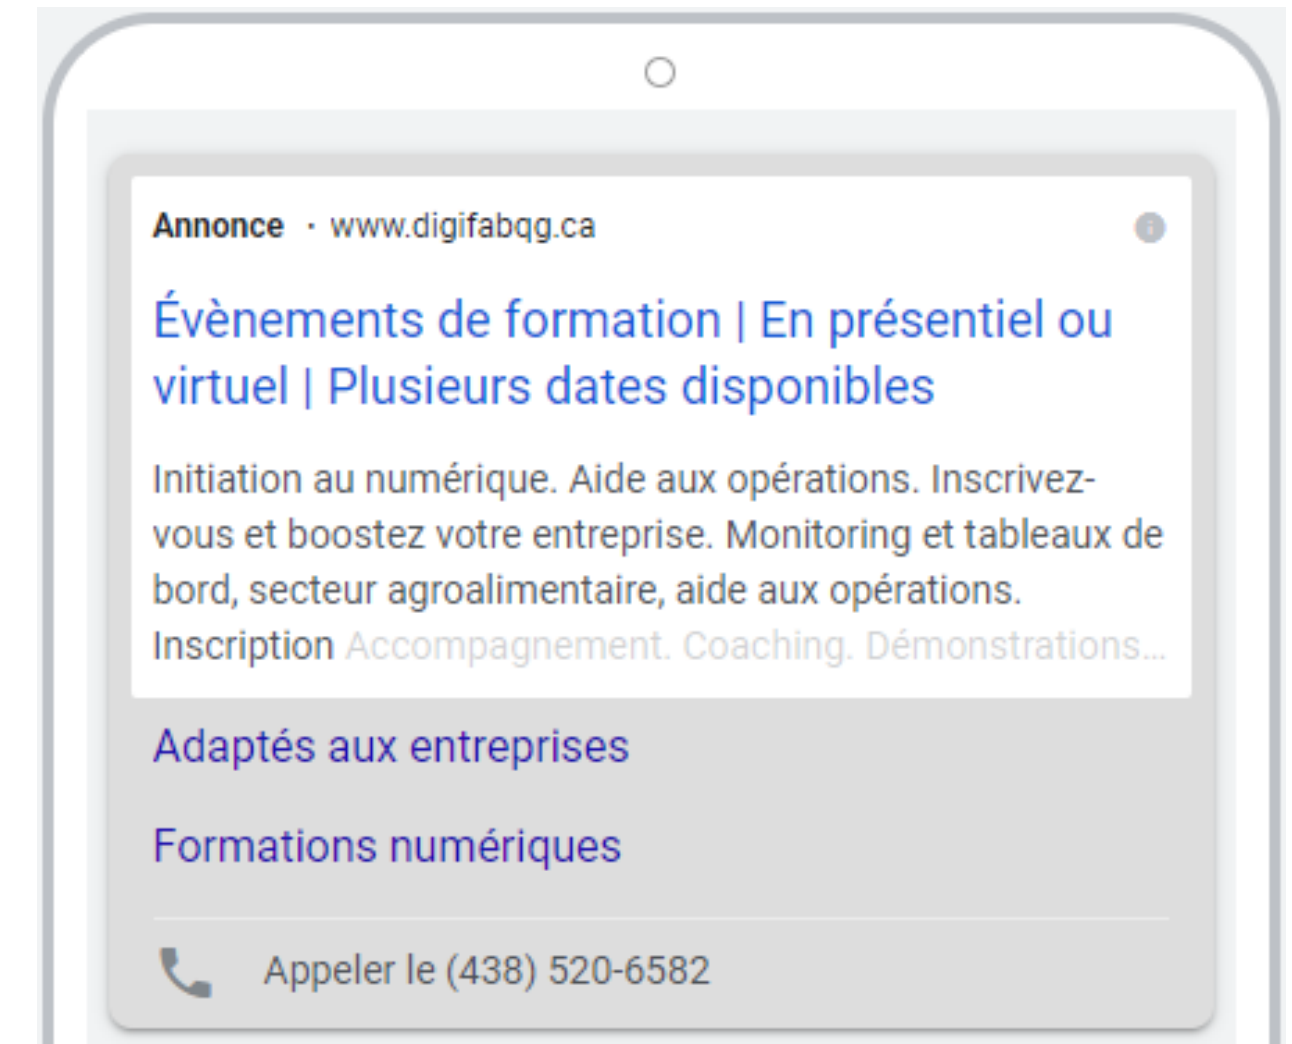 Annonce · www.digifabqg.ca
Évènements de formation | En présentiel ou
virtuel | Plusieurs dates disponibles
Initiation au numérique. Aide aux opérations. Inscrivez-
vous et boostez votre entreprise. Monitoring et tableaux de
bord, secteur agroalimentaire, aide aux opérations.
Inscription Accompagnement. Coaching. Démonstrations...
Adaptés aux entreprises
Formations numériques
Appeler le (438) 520-6582